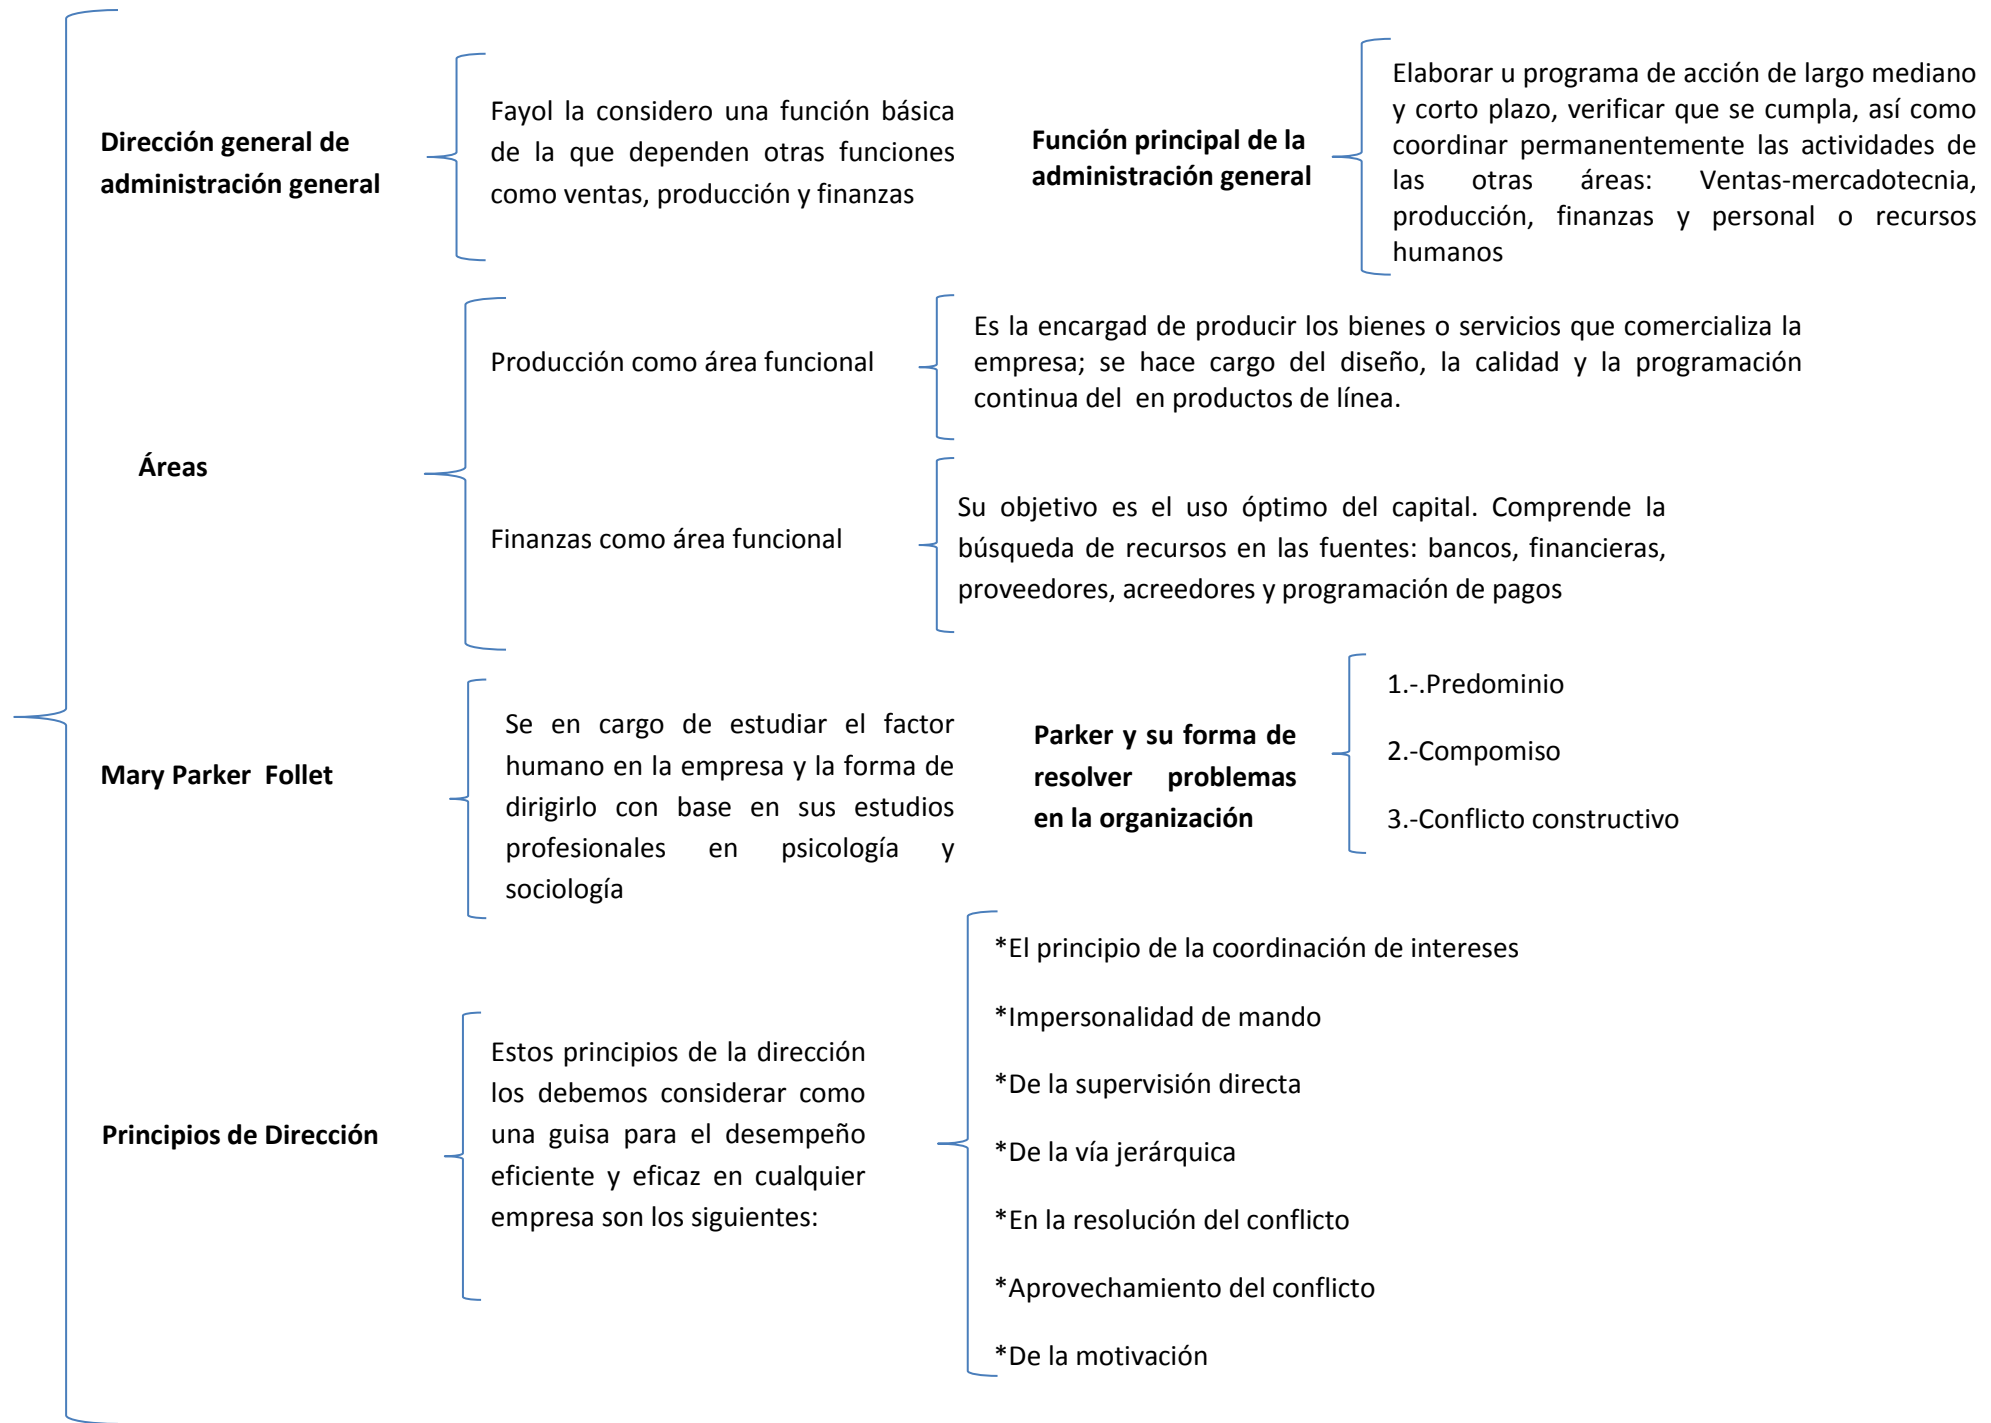 Dirección general de
administración general
Fayol la considero una función básica
de la que dependen otras funciones
como ventas, producción y finanzas
Función principal de la
administración general
Elaborar u programa de acción de largo mediano
y corto plazo, verificar que se cumpla, así como
coordinar permanentemente las actividades de
las otras áreas: Ventas-mercadotecnia,
producción, finanzas y personal o recursos
humanos
Áreas
Producción como área funcional
Es la encargad de producir los bienes o servicios que comercializa la
empresa; se hace cargo del diseño, la calidad y la programación
continua del  en productos de línea.
Finanzas como área funcional
Su objetivo es el uso óptimo del capital. Comprende la
búsqueda de recursos en las fuentes: bancos, financieras,
proveedores, acreedores y programación de pagos
Mary Parker  Follet
Se en cargo de estudiar el factor
humano en la empresa y la forma de
dirigirlo con base en sus estudios
profesionales en psicología y
sociología
Parker y su forma de
resolver problemas
en la organización
1.-.Predominio
2.-Compomiso
3.-Conflicto constructivo
Principios de Dirección
Estos principios de la dirección
los debemos considerar como
una guisa para el desempeño
eficiente y eficaz en cualquier
empresa son los siguientes:
*El principio de la coordinación de intereses
*Impersonalidad de mando
*De la supervisión directa
*De la vía jerárquica
*En la resolución del conflicto
*Aprovechamiento del conflicto
*De la motivación